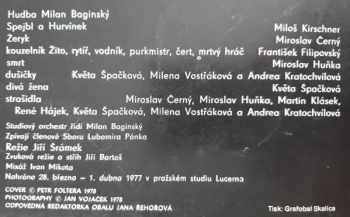 Hudba Milan Baginský
Spejbl a Hurvínek Miloš Kirschner
Žeryk Miroslav Černý
kouzelník Žito, rytíř, vodník, purkmistr, čert, mrtvý hráč František Filipovský
smrt Miroslav Huňka
dušičky Květa Špačková, Milena Vostřáková a Andrea Kratochvílová
divá žena Květa Špačková
strašidla Miroslav Černý, Miroslav Huňka, Martin Klásek,
René Hájek, Květa Špačková, Milena Vostřáková a Andrea Kratochvílová
Studiový orchestr řídí Milan Baginský
Zpívají členové Sboru Lubomíra Pánka
Režie Jiří Šrámek
Zvuková režie a střih Jiří Bartoš
Mixáž Ivan Mikota
Nahráno 28. března - 1. dubna 1977 v pražském studiu Lucerna
COVER © PETR FOLTERA 1978
PHOTOGRAPHY © JAN VOJÁČEK 1978
ODPOVĚDNÁ REDAKTORKA OBALU JANA ŘEHOŘOVÁ
Tisk: Grafobal Skalica